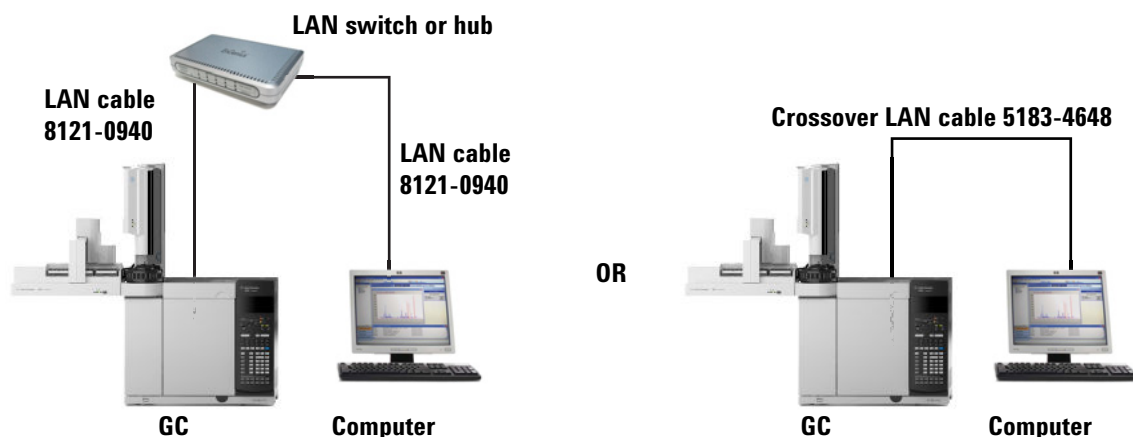 LAN switch or hub
LAN cable
8121-0940
LAN cable
8121-0940
GC
Computer
OR
Crossover LAN cable 5183-4648
GC
Computer